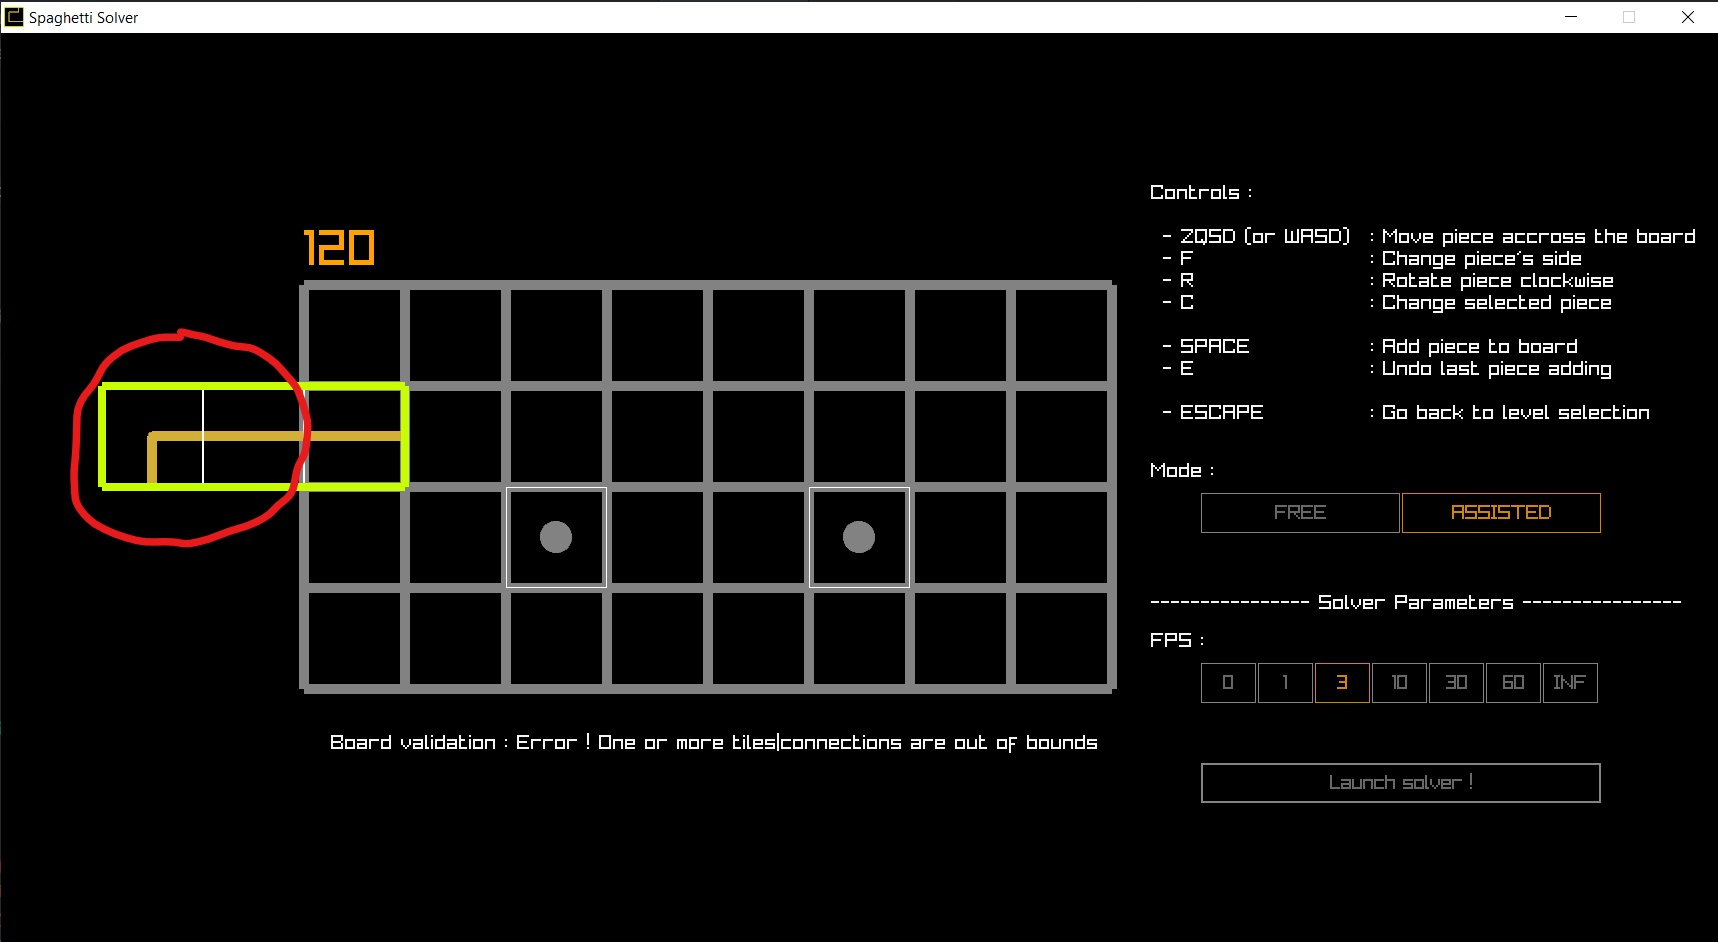 Spaghetti Solver
120
Controls :
- ZQSD (or WASD) : Move piece accross the board
- F : Change piece's side
- R : Rotate piece clockwise
- C : Change selected piece
- SPACE : Add piece to board
- E : Undo last piece adding
- ESCAPE : Go back to level selection
Mode :
FREE ASSISTED
---------------- Solver Parameters ----------------
FPS :
0 1 3 10 30 60 INF
Board validation : Error ! One or more tiles|connections are out of bounds
Launch solver !